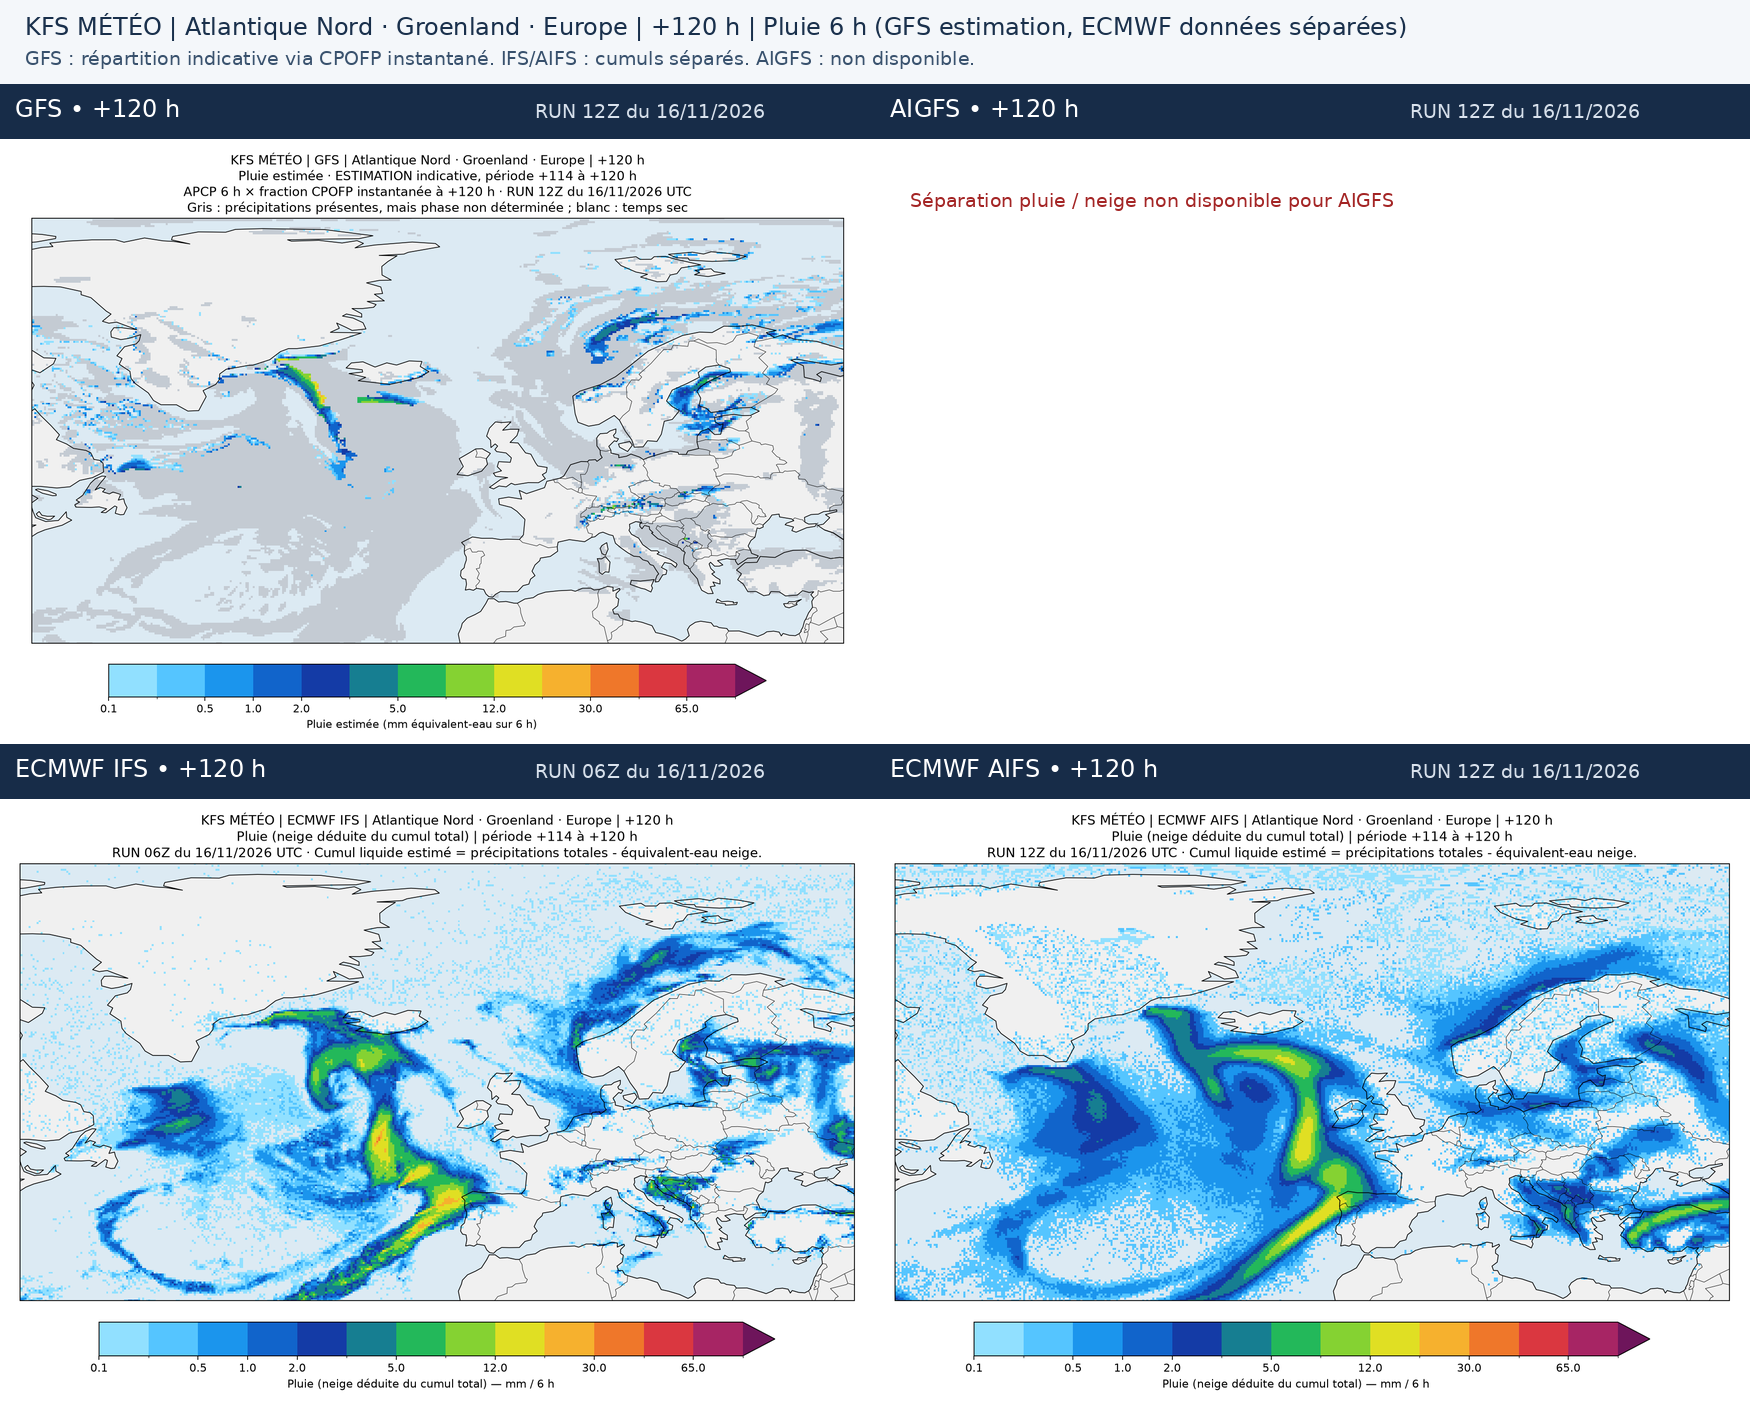 KFS MÉTÉO | Atlantique Nord · Groenland · Europe | +120 h | Pluie 6 h (GFS estimation, ECMWF données séparées)
GFS : répartition indicative via CPOFP instantané. IFS/AIFS : cumuls séparés. AIGFS : non disponible.
GFS • +120 h
RUN 12Z du 16/11/2026
KFS MÉTÉO | GFS | Atlantique Nord · Groenland · Europe | +120 h
Pluie estimée · ESTIMATION indicative, période +114 à +120 h
APCP 6 h × fraction CPOFP instantanée à +120 h · RUN 12Z du 16/11/2026 UTC
Gris : précipitations présentes, mais phase non déterminée ; blanc : temps sec
0.1 0.5 1.0 2.0 5.0 12.0 30.0 65.0
Pluie estimée (mm équivalent-eau sur 6 h)
AIGFS • +120 h
RUN 12Z du 16/11/2026
Séparation pluie / neige non disponible pour AIGFS
ECMWF IFS • +120 h
RUN 06Z du 16/11/2026
KFS MÉTÉO | ECMWF IFS | Atlantique Nord · Groenland · Europe | +120 h
Pluie (neige déduite du cumul total) | période +114 à +120 h
RUN 06Z du 16/11/2026 UTC · Cumul liquide estimé = précipitations totales - équivalent-eau neige.
0.1 0.5 1.0 2.0 5.0 12.0 30.0 65.0
Pluie (neige déduite du cumul total) — mm / 6 h
ECMWF AIFS • +120 h
RUN 12Z du 16/11/2026
KFS MÉTÉO | ECMWF AIFS | Atlantique Nord · Groenland · Europe | +120 h
Pluie (neige déduite du cumul total) | période +114 à +120 h
RUN 12Z du 16/11/2026 UTC · Cumul liquide estimé = précipitations totales - équivalent-eau neige.
0.1 0.5 1.0 2.0 5.0 12.0 30.0 65.0
Pluie (neige déduite du cumul total) — mm / 6 h